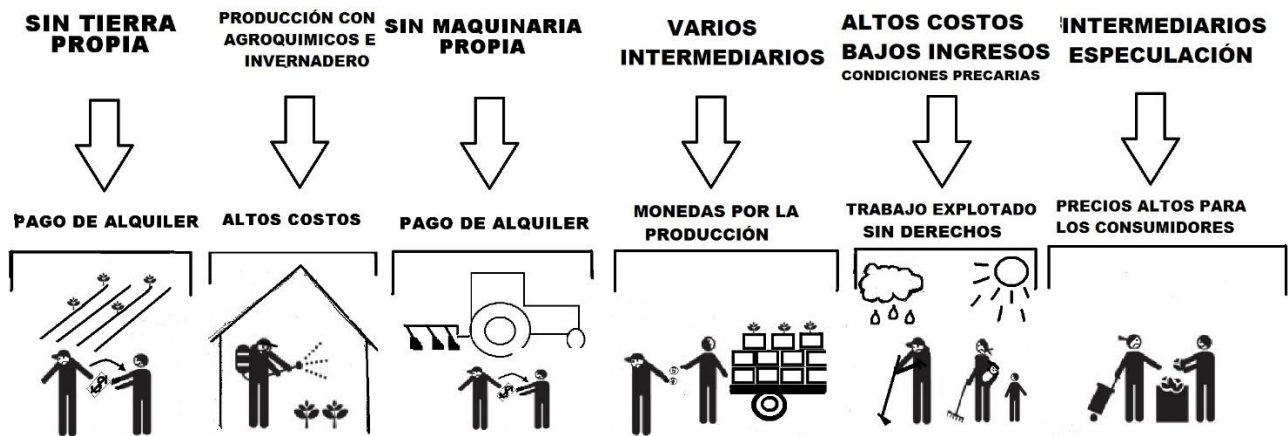 SIN TIERRA
PROPIA
PRODUCCIÓN CON
AGROQUIMICOS E
INVERNADERO
SIN MAQUINARIA
PROPIA
VARIOS
INTERMEDIARIOS
ALTOS COSTOS
BAJOS INGRESOS
CONDICIONES PRECARIAS
INTERMEDIARIOS
ESPECULACIÓN
PAGO DE ALQUILER
ALTOS COSTOS
PAGO DE ALQUILER
MONEDAS POR LA
PRODUCCIÓN
TRABAJO EXPLOTADO
SIN DERECHOS
PRECIOS ALTOS PARA
LOS CONSUMIDORES
$
$